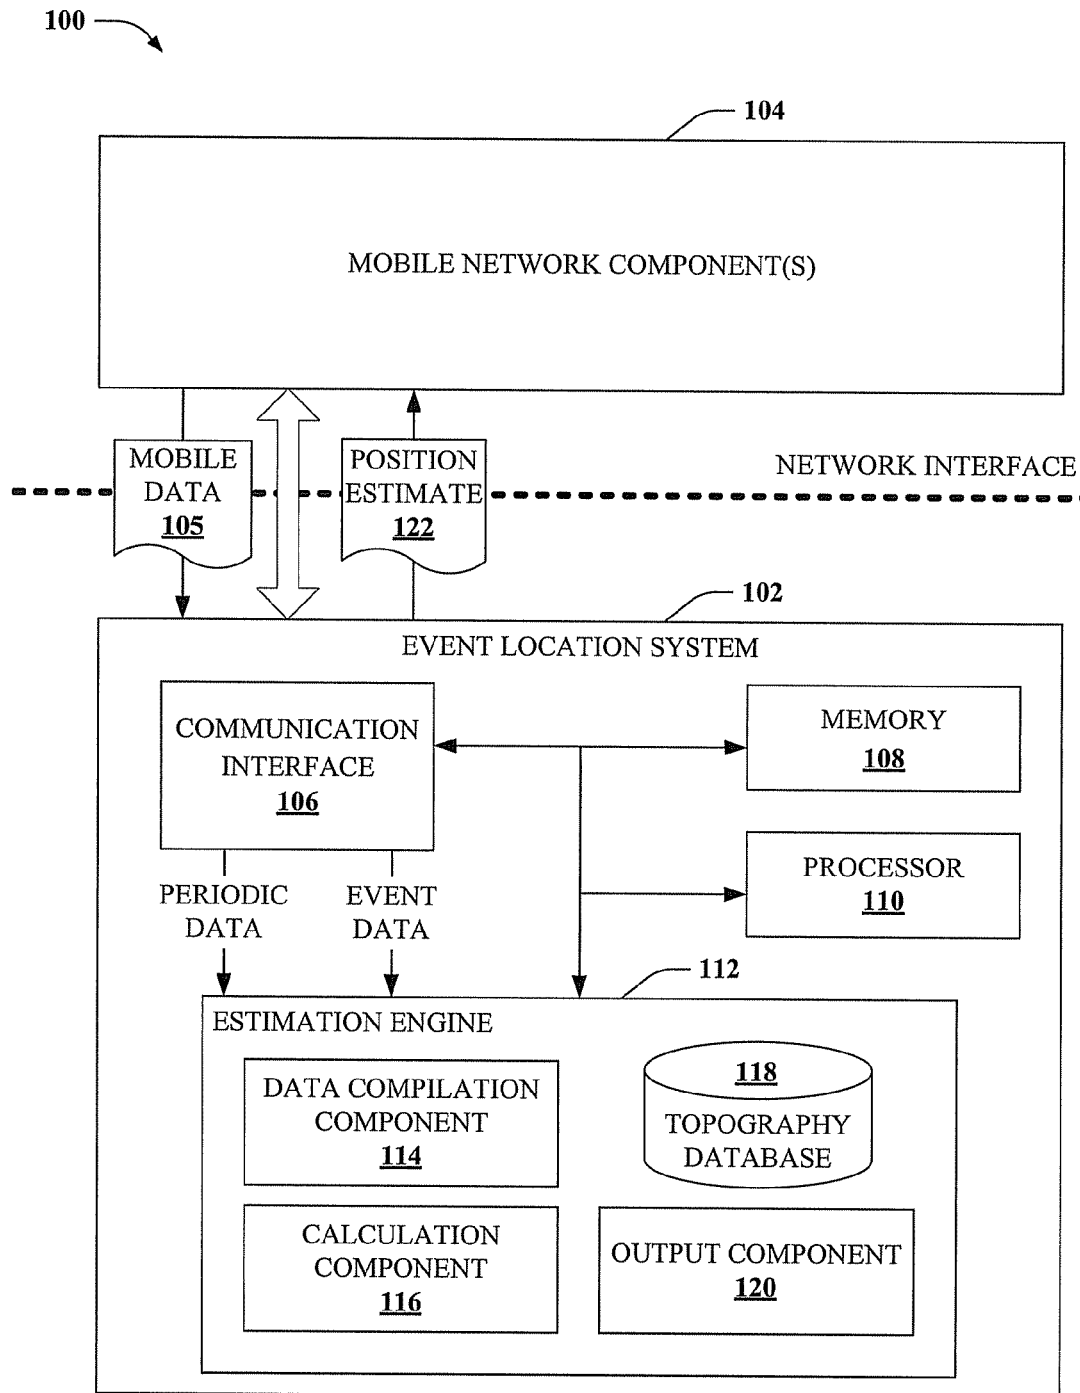 100
104
MOBILE NETWORK COMPONENT(S)
MOBILE
DATA
105
POSITION
ESTIMATE
122
NETWORK INTERFACE
102
EVENT LOCATION SYSTEM
COMMUNICATION
INTERFACE
106
MEMORY
108
PROCESSOR
110
PERIODIC
DATA
EVENT
DATA
112
ESTIMATION ENGINE
DATA COMPILATION
COMPONENT
114
118
TOPOGRAPHY
DATABASE
CALCULATION
COMPONENT
116
OUTPUT COMPONENT
120